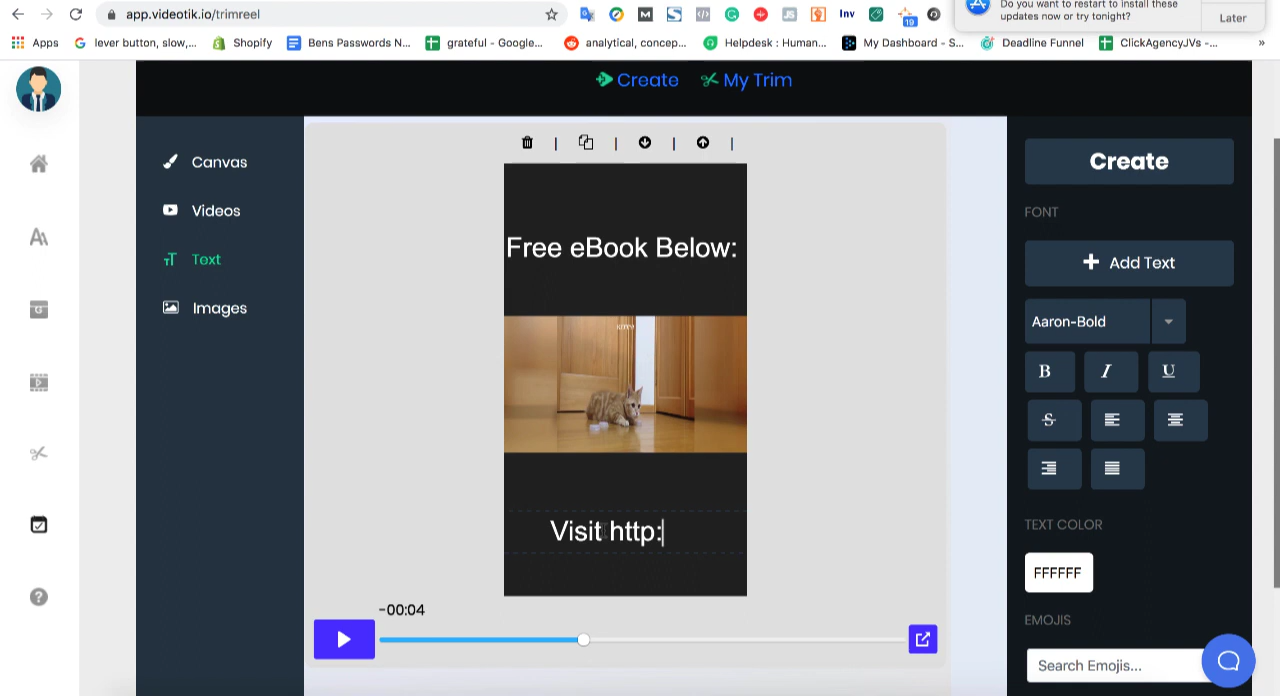 app.videotik.io/trimreel
Do you want to restart to install these
updates now or try tonight?
Later
Inv
19
Apps
lever button, slow,...
Shopify
Bens Passwords N...
grateful - Google...
analytical, concep...
Helpdesk : Human...
My Dashboard - S...
Deadline Funnel
ClickAgencyJVs -...
»
Create
My Trim
Canvas
Videos
Text
Images
Free eBook Below:
Visit http:
-00:04
Create
FONT
Add Text
Aaron-Bold
B
I
U
S
TEXT COLOR
FFFFFF
EMOJIS
Search Emojis...